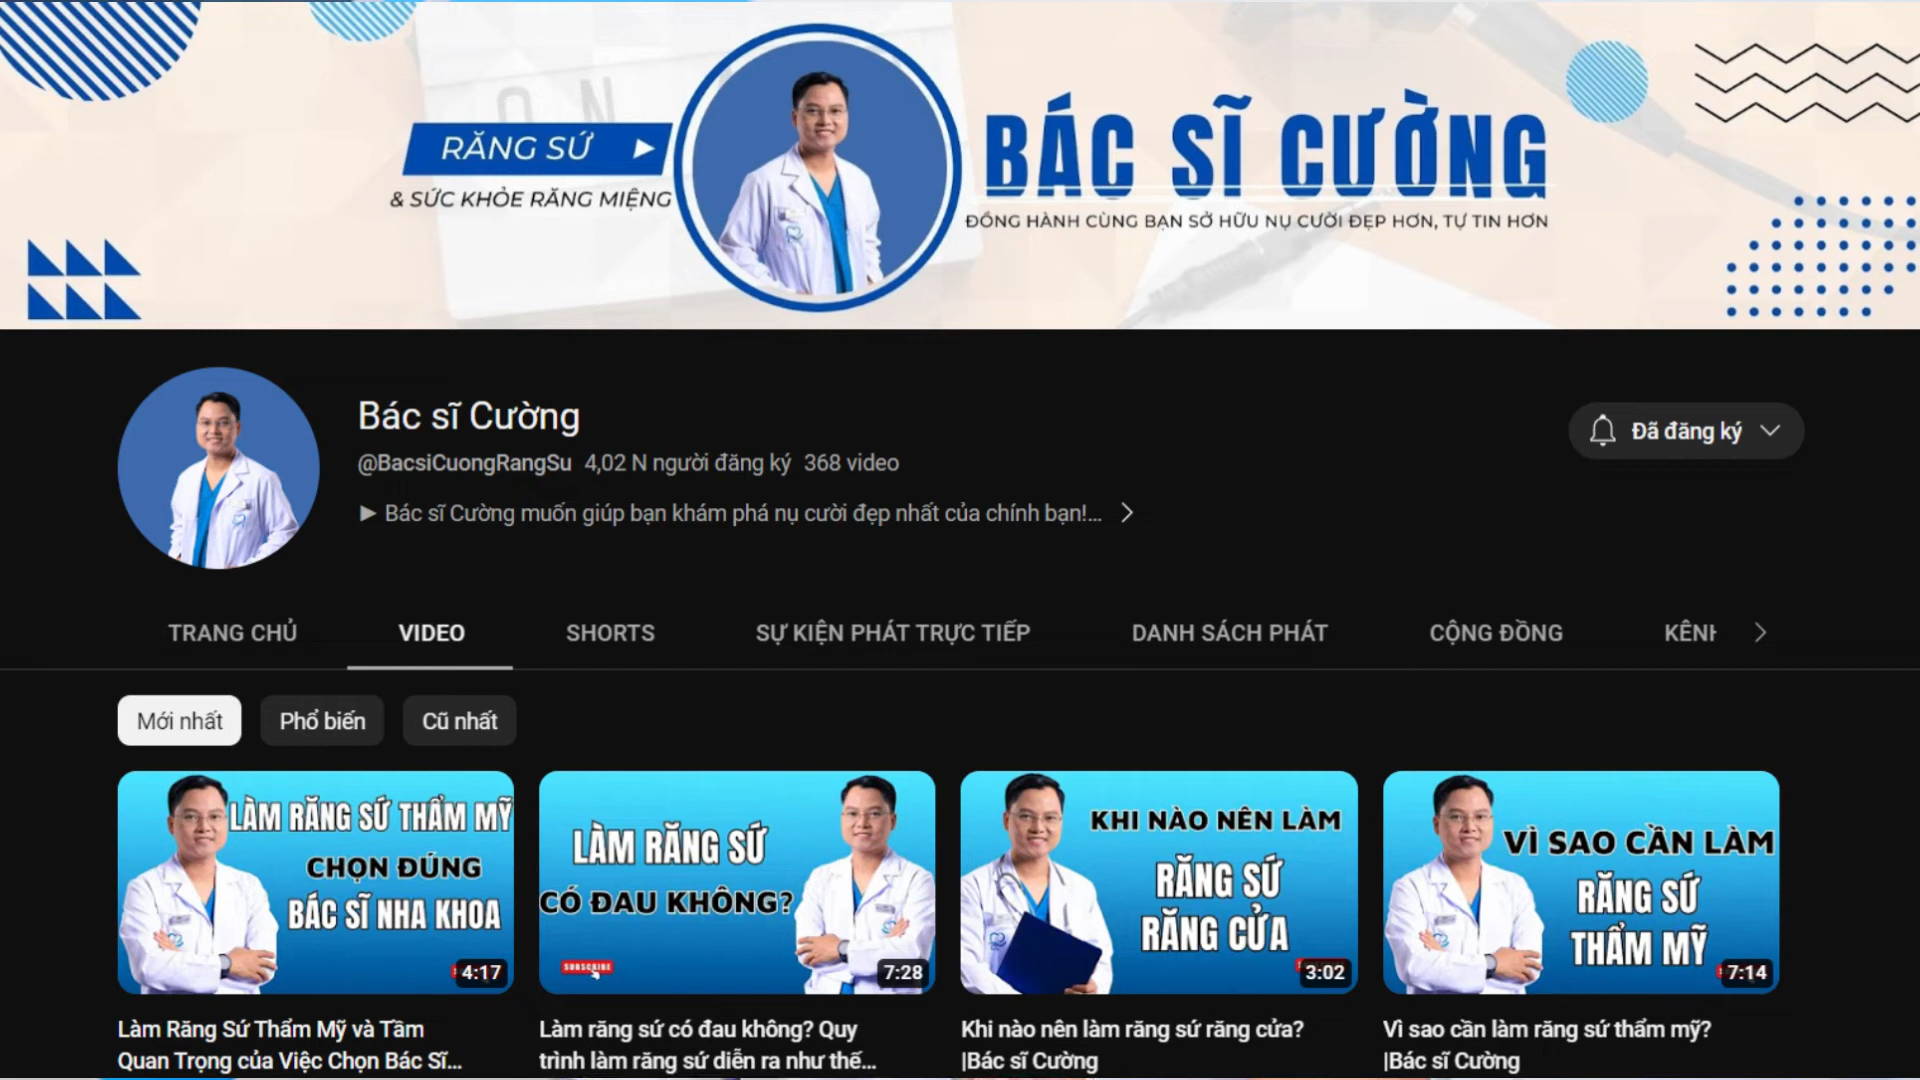 ON
RĂNG SỨ
& SỨC KHỎE RĂNG MIỆNG
BÁC SĨ CƯỜNG
ĐỒNG HÀNH CÙNG BẠN SỞ HỮU NỤ CƯỜI ĐẸP HƠN, TỰ TIN HƠN
Bác sĩ Cường
@BacsiCuongRangSu 4,02 N người đăng ký 368 video
► Bác sĩ Cường muốn giúp bạn khám phá nụ cười đẹp nhất của chính bạn!...
Đã đăng ký
TRANG CHỦ
VIDEO
SHORTS
SỰ KIỆN PHÁT TRỰC TIẾP
DANH SÁCH PHÁT
CỘNG ĐỒNG
KÊNH
Mới nhất
Phổ biến
Cũ nhất
LÀM RĂNG SỨ THẨM MỸ
CHỌN ĐÚNG
BÁC SĨ NHA KHOA
4:17
LÀM RĂNG SỨ
CÓ ĐAU KHÔNG?
SUBSCRIBE
7:28
KHI NÀO NÊN LÀM
RĂNG SỨ
RĂNG CỬA
3:02
VÌ SAO CẦN LÀM
RĂNG SỨ
THẨM MỸ
7:14
Làm Răng Sứ Thẩm Mỹ và Tầm
Quan Trọng của Việc Chọn Bác Sĩ...
Làm răng sứ có đau không? Quy
trình làm răng sứ diễn ra như thế...
Khi nào nên làm răng sứ răng cửa?
|Bác sĩ Cường
Vì sao cần làm răng sứ thẩm mỹ?
|Bác sĩ Cường